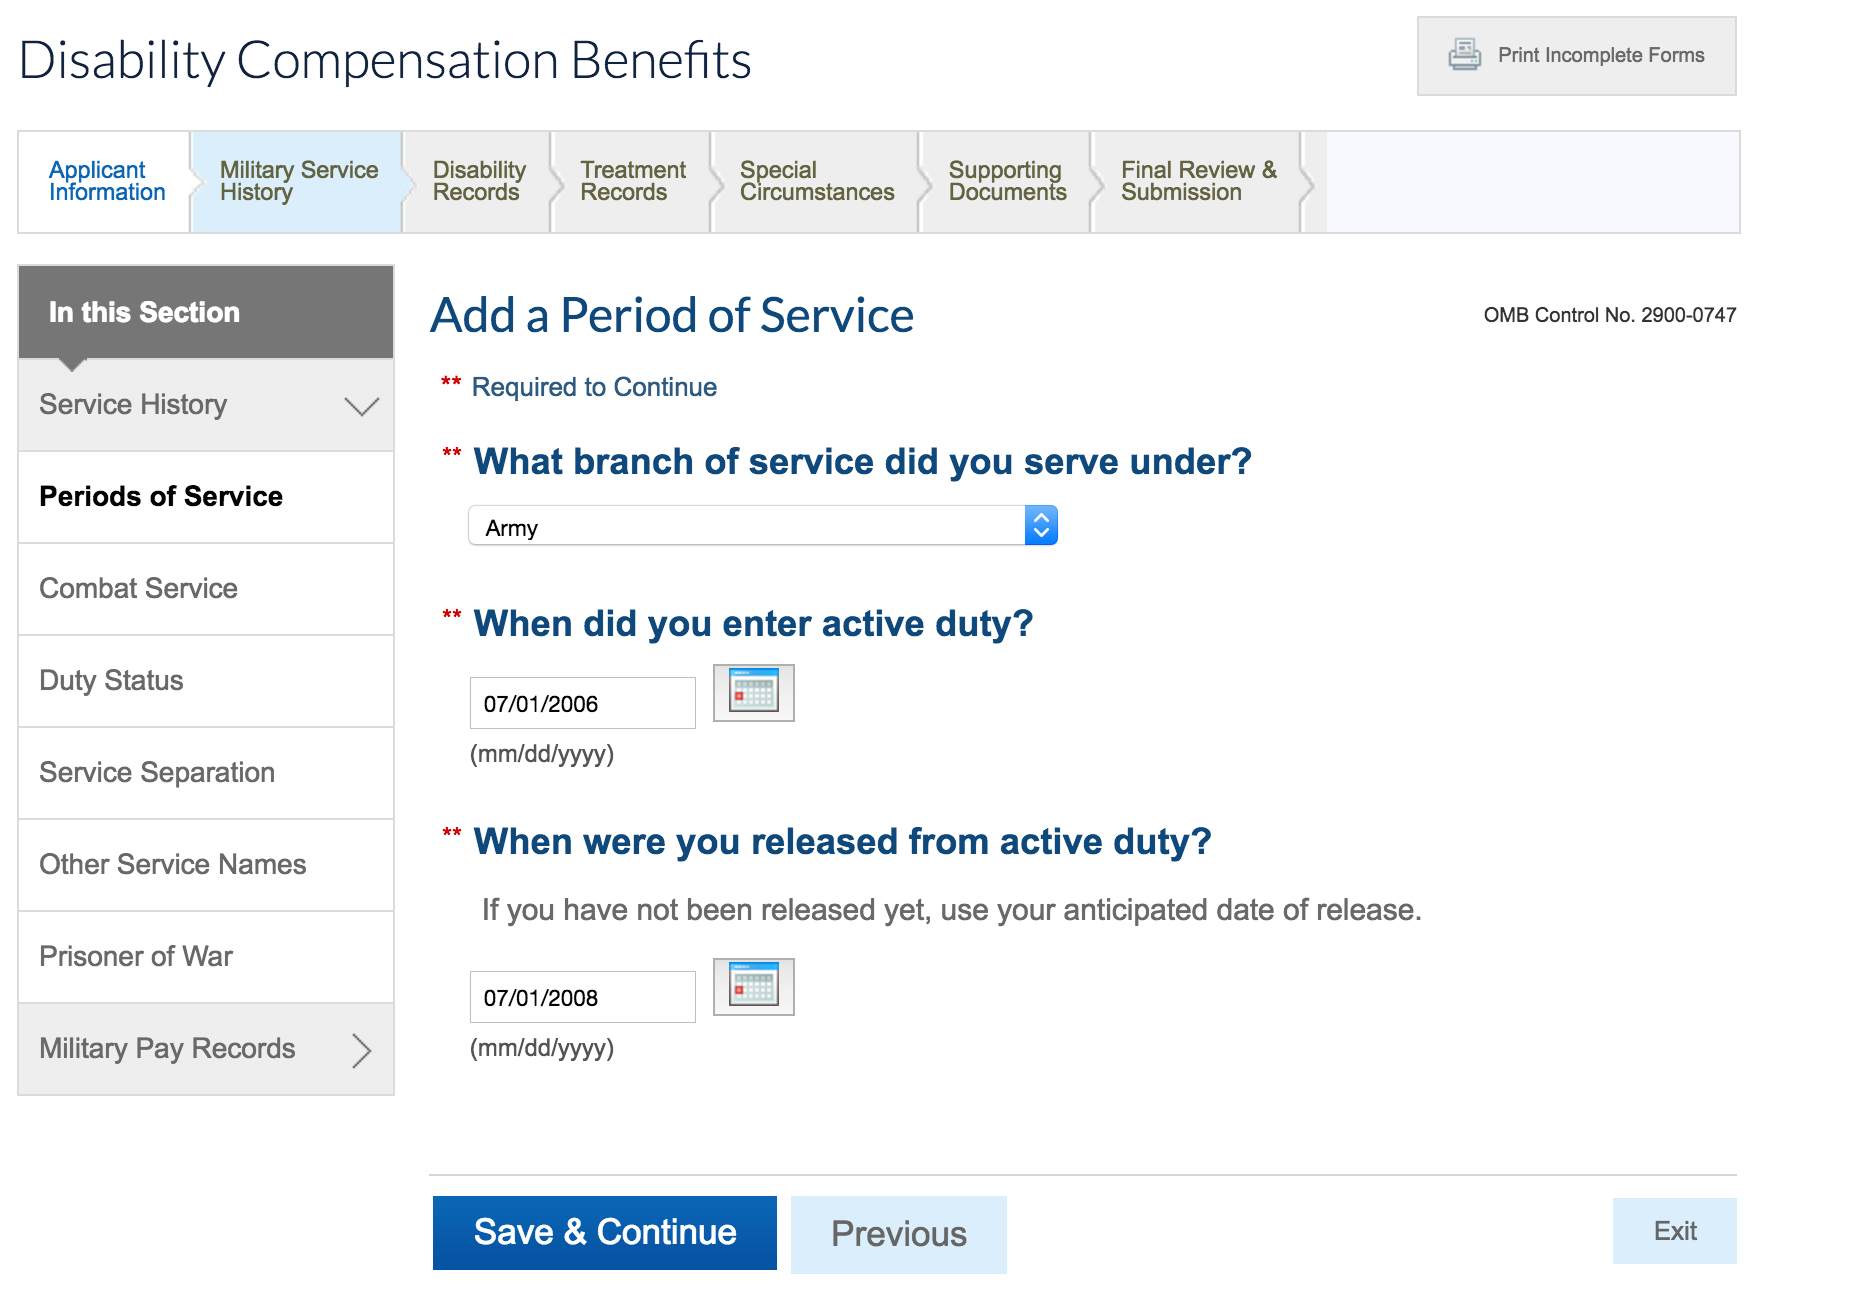 Disability Compensation Benefits
Print Incomplete Forms
Applicant
Information
Military Service
History
Disability
Records
Treatment
Records
Special
Circumstances
Supporting
Documents
Final Review &
Submission
In this Section
Service History
Periods of Service
Combat Service
Duty Status
Service Separation
Other Service Names
Prisoner of War
Military Pay Records
Add a Period of Service
OMB Control No. 2900-0747
** Required to Continue
** What branch of service did you serve under?
Army
** When did you enter active duty?
07/01/2006
(mm/dd/yyyy)
** When were you released from active duty?
If you have not been released yet, use your anticipated date of release.
07/01/2008
(mm/dd/yyyy)
Save & Continue
Previous
Exit